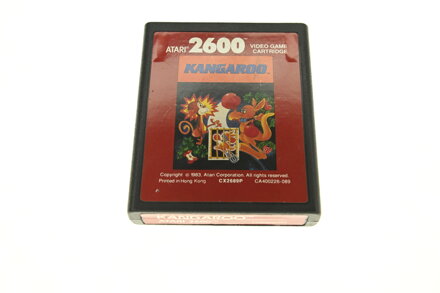 ATARI 2600 VIDEO GAME
CARTRIDGE
KANGAROO
Copyright © 1983, Atari Corporation. All rights reserved.
Printed in Hong Kong CX2689P CA400226-089
KANGAROO